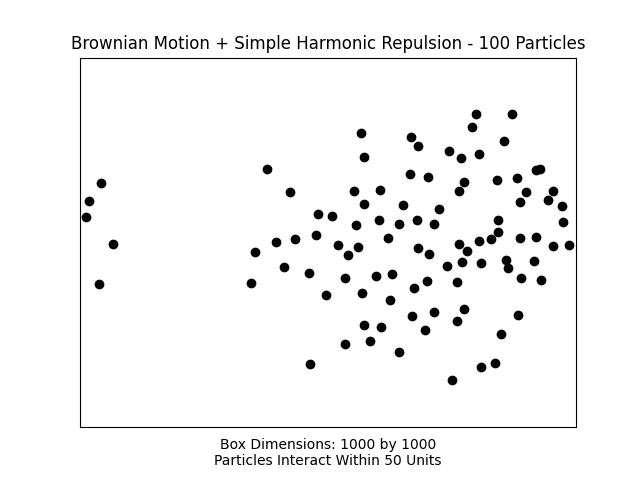 Brownian Motion + Simple Harmonic Repulsion - 100 Particles
Box Dimensions: 1000 by 1000
Particles Interact Within 50 Units